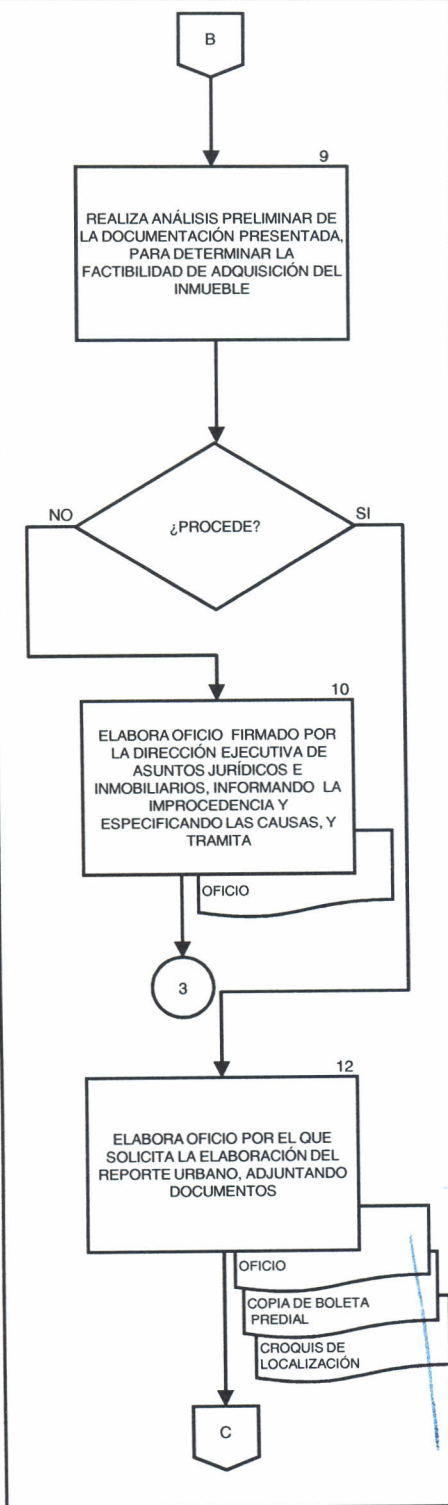 B
9
REALIZA ANÁLISIS PRELIMINAR DE
LA DOCUMENTACIÓN PRESENTADA,
PARA DETERMINAR LA
FACTIBILIDAD DE ADQUISICIÓN DEL
INMUEBLE
NO
¿PROCEDE?
SI
10
ELABORA OFICIO FIRMADO POR
LA DIRECCIÓN EJECUTIVA DE
ASUNTOS JURÍDICOS E
INMOBILIARIOS, INFORMANDO LA
IMPROCEDENCIA Y
ESPECIFICANDO LAS CAUSAS, Y
TRAMITA
OFICIO
3
12
ELABORA OFICIO POR EL QUE
SOLICITA LA ELABORACIÓN DEL
REPORTE URBANO, ADJUNTANDO
DOCUMENTOS
OFICIO
COPIA DE BOLETA
PREDIAL
CROQUIS DE
LOCALIZACIÓN
C